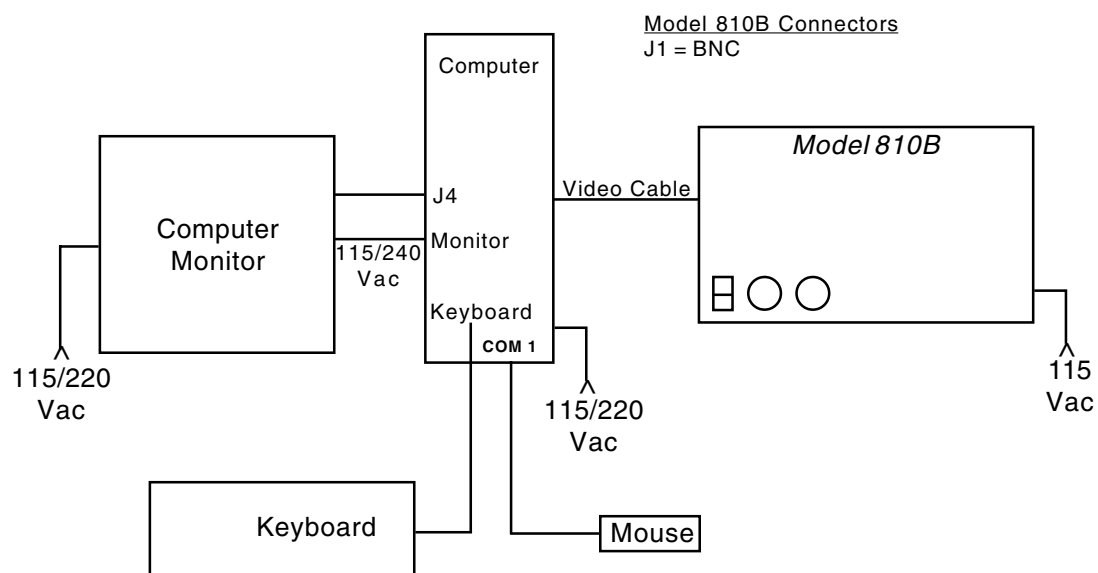 Model 810B Connectors
J1 = BNC
Computer
Model 810B
J4
Video Cable
Computer
Monitor
Monitor
115/240
Vac
Keyboard
COM 1
115/220
Vac
115/220
Vac
115
Vac
Keyboard
Mouse